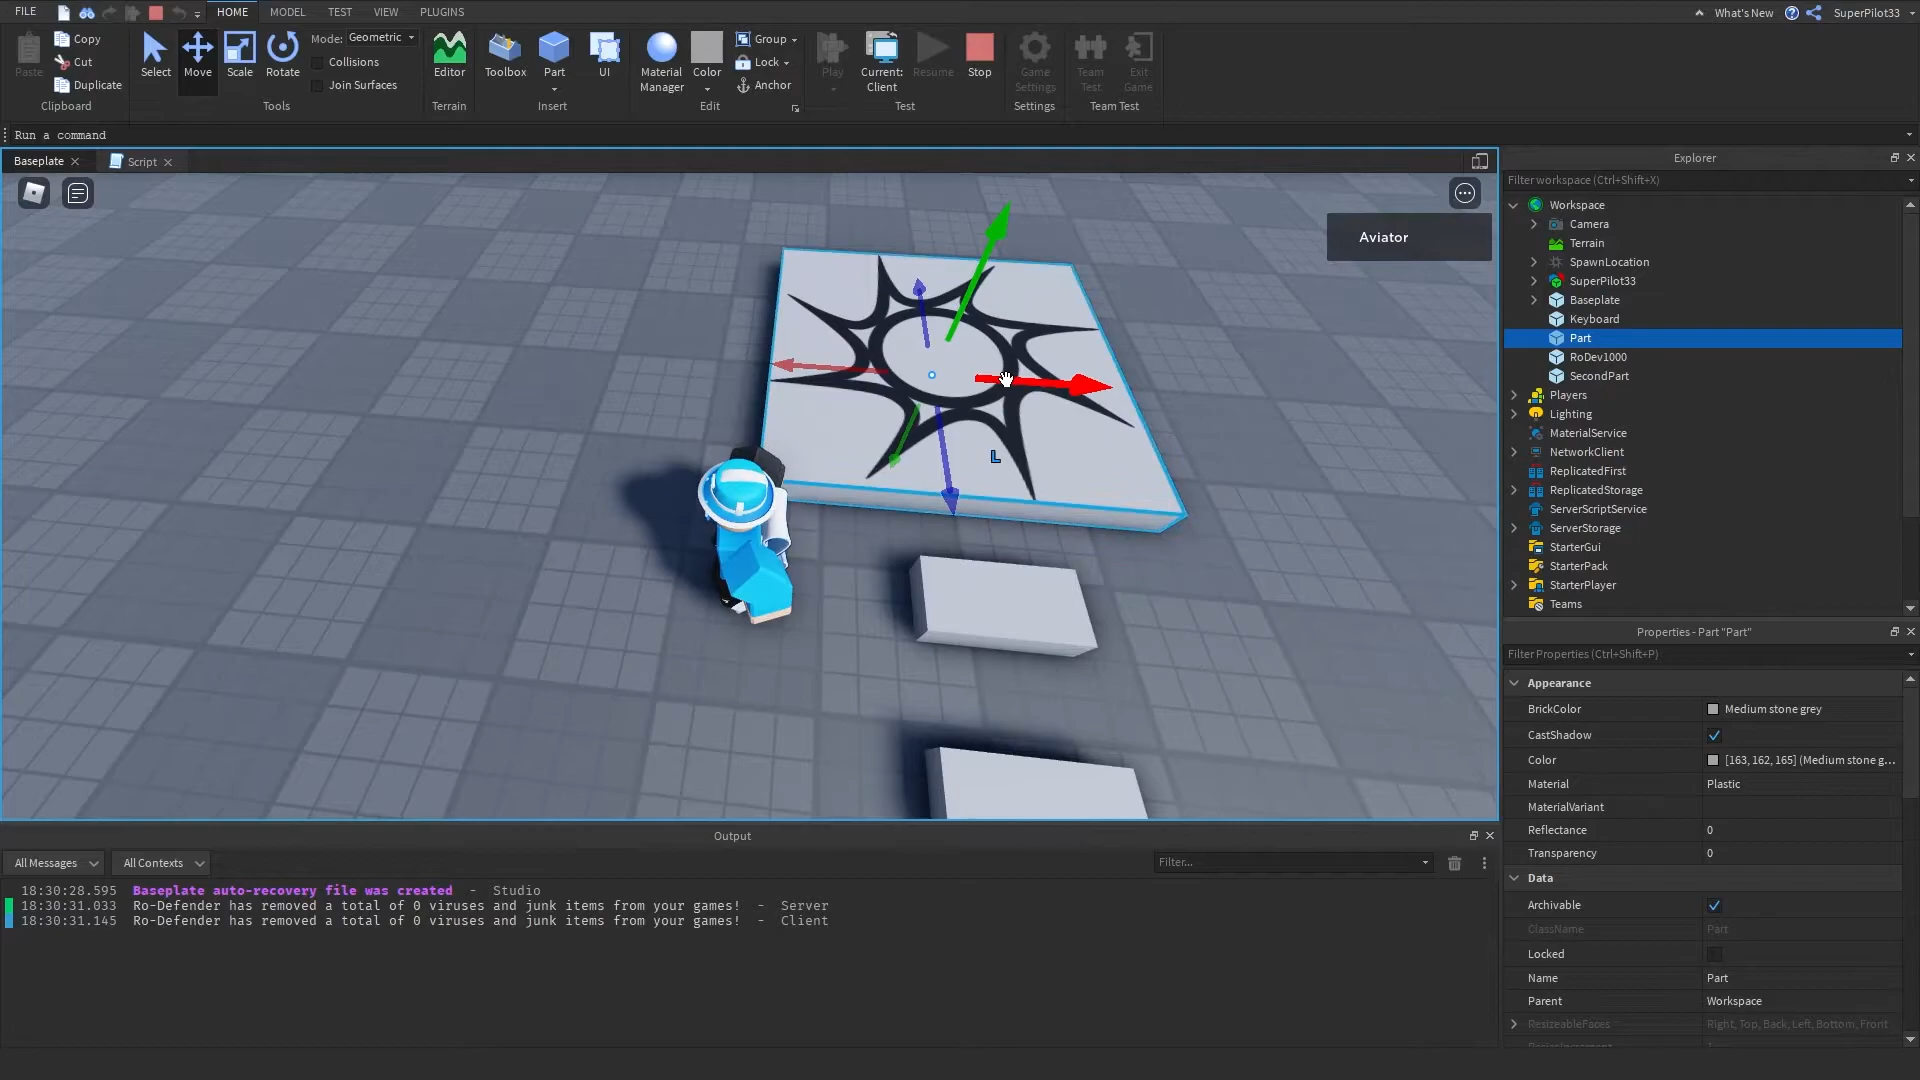 FILE
HOME
MODEL
TEST
VIEW
PLUGINS
What's New
SuperPilot33
Paste
Copy
Cut
Duplicate
Clipboard
Select
Move
Scale
Rotate
Mode: Geometric
Collisions
Join Surfaces
Tools
Editor
Terrain
Toolbox
Part
UI
Insert
Material
Manager
Color
Group
Lock
Anchor
Edit
Play
Current:
Client
Resume
Stop
Test
Game
Settings
Settings
Team
Test
Exit
Game
Team Test
Run a command
Baseplate
Script
Aviator
L
Explorer
Filter workspace (Ctrl+Shift+X)
Workspace
Camera
Terrain
SpawnLocation
SuperPilot33
Baseplate
Keyboard
Part
RoDev1000
SecondPart
Players
Lighting
MaterialService
NetworkClient
ReplicatedFirst
ReplicatedStorage
ServerScriptService
ServerStorage
StarterGui
StarterPack
StarterPlayer
Teams
Properties - Part "Part"
Filter Properties (Ctrl+Shift+P)
Appearance
BrickColor Medium stone grey
CastShadow
Color [163, 162, 165] (Medium stone g...
Material Plastic
MaterialVariant
Reflectance 0
Transparency 0
Data
Archivable
ClassName Part
Locked
Name Part
Parent Workspace
ResizeableFaces Right, Top, Back, Left, Bottom, Front
Output
All Messages
All Contexts
Filter...
18:30:28.595 Baseplate auto-recovery file was created - Studio
18:30:31.033 Ro-Defender has removed a total of 0 viruses and junk items from your games! - Server
18:30:31.145 Ro-Defender has removed a total of 0 viruses and junk items from your games! - Client